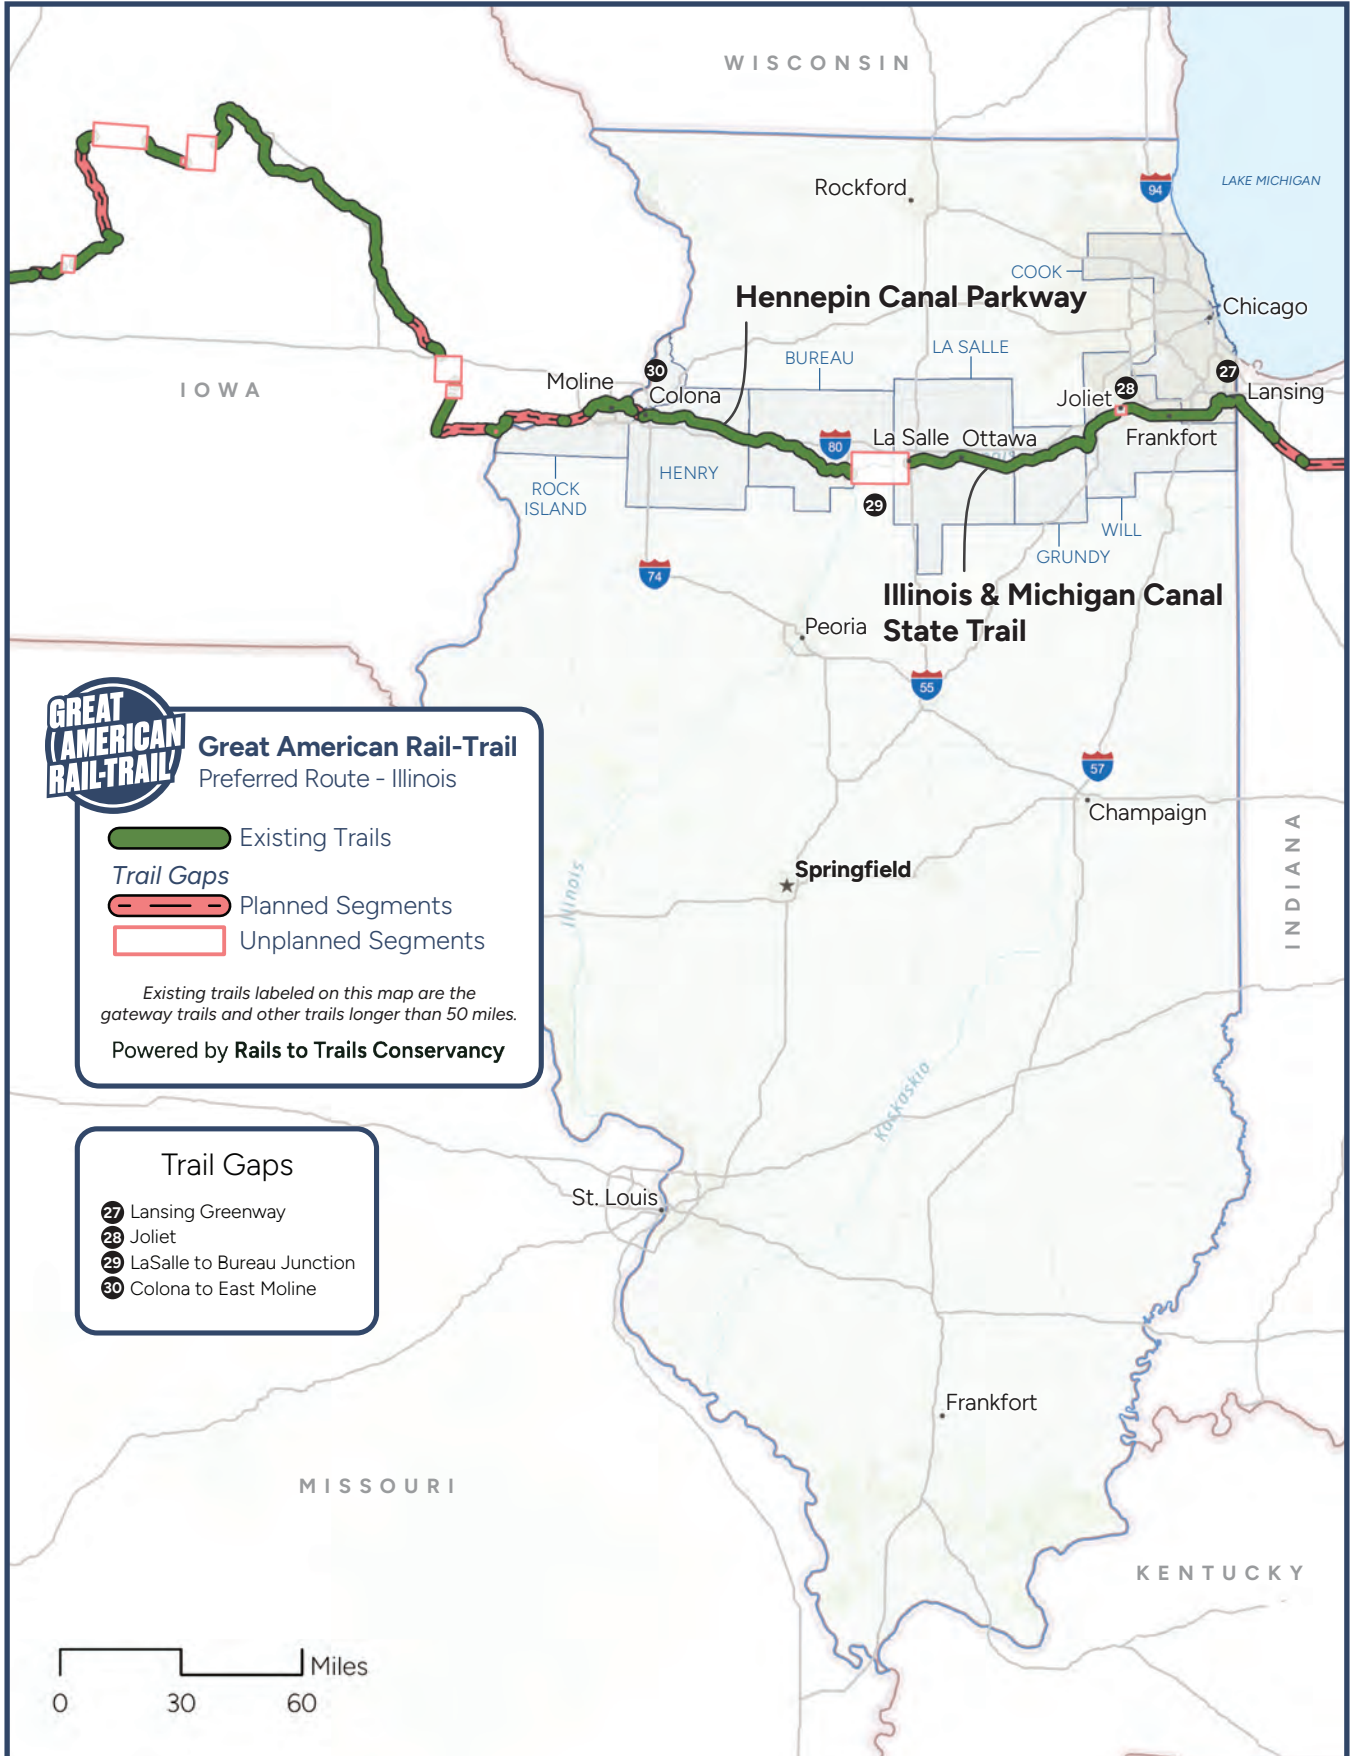 WISCONSIN
Rockford
94
LAKE MICHIGAN
COOK
Hennepin Canal Parkway
Chicago
BUREAU
LA SALLE
30
27
IOWA
Moline
Colona
28
Joliet
Lansing
80
La Salle
Ottawa
Frankfort
HENRY
ROCK
ISLAND
29
WILL
GRUNDY
74
Illinois & Michigan Canal
State Trail
Peoria
55
GREAT
AMERICAN
RAIL-TRAIL
Great American Rail-Trail
Preferred Route - Illinois
57
Champaign
Existing Trails
Trail Gaps
Planned Segments
Unplanned Segments
Existing trails labeled on this map are the
gateway trails and other trails longer than 50 miles.
Powered by Rails to Trails Conservancy
Springfield
Illinois
INDIANA
Kaskaskia
Trail Gaps
27 Lansing Greenway
28 Joliet
29 LaSalle to Bureau Junction
30 Colona to East Moline
St. Louis
Frankfort
MISSOURI
KENTUCKY
Miles
0 30 60